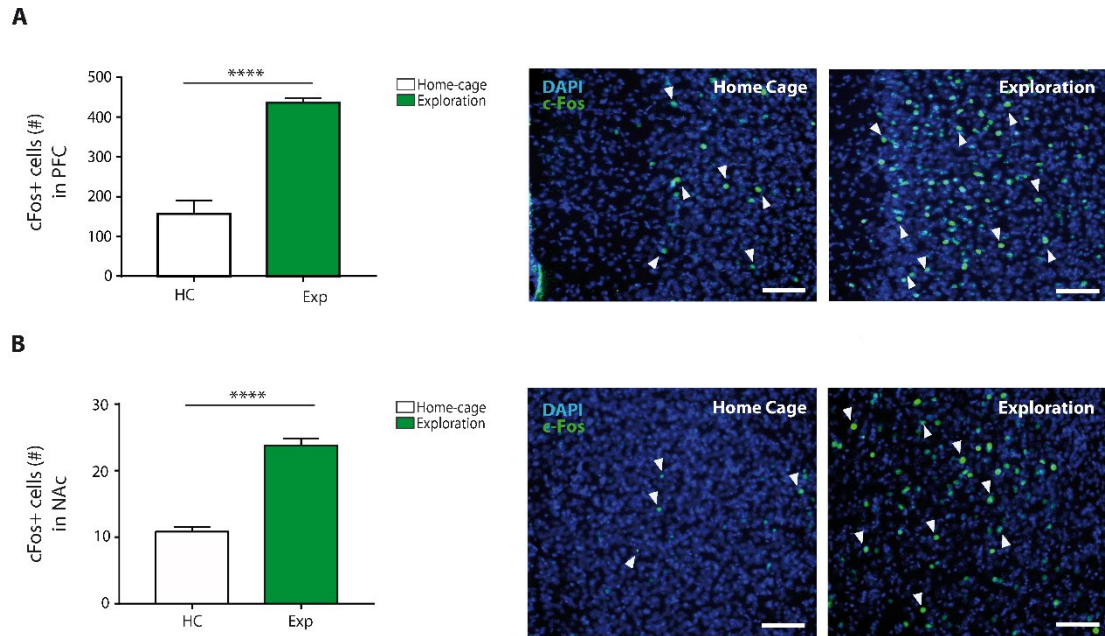 A
****
500
400
300
200
100
0
cFos+ cells (#)
in PFC
HC
Exp
Home-cage
Exploration
DAPI
c-Fos
Home Cage
Exploration
B
****
30
20
10
0
cFos+ cells (#)
in NAc
HC
Exp
Home-cage
Exploration
DAPI
c-Fos
Home Cage
Exploration